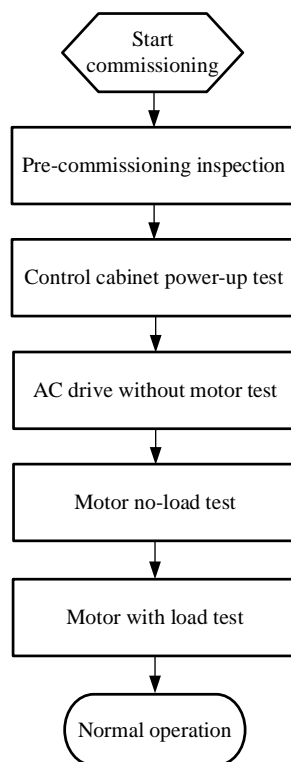 Start
commissioning
Pre-commissioning inspection
Control cabinet power-up test
AC drive without motor test
Motor no-load test
Motor with load test
Normal operation